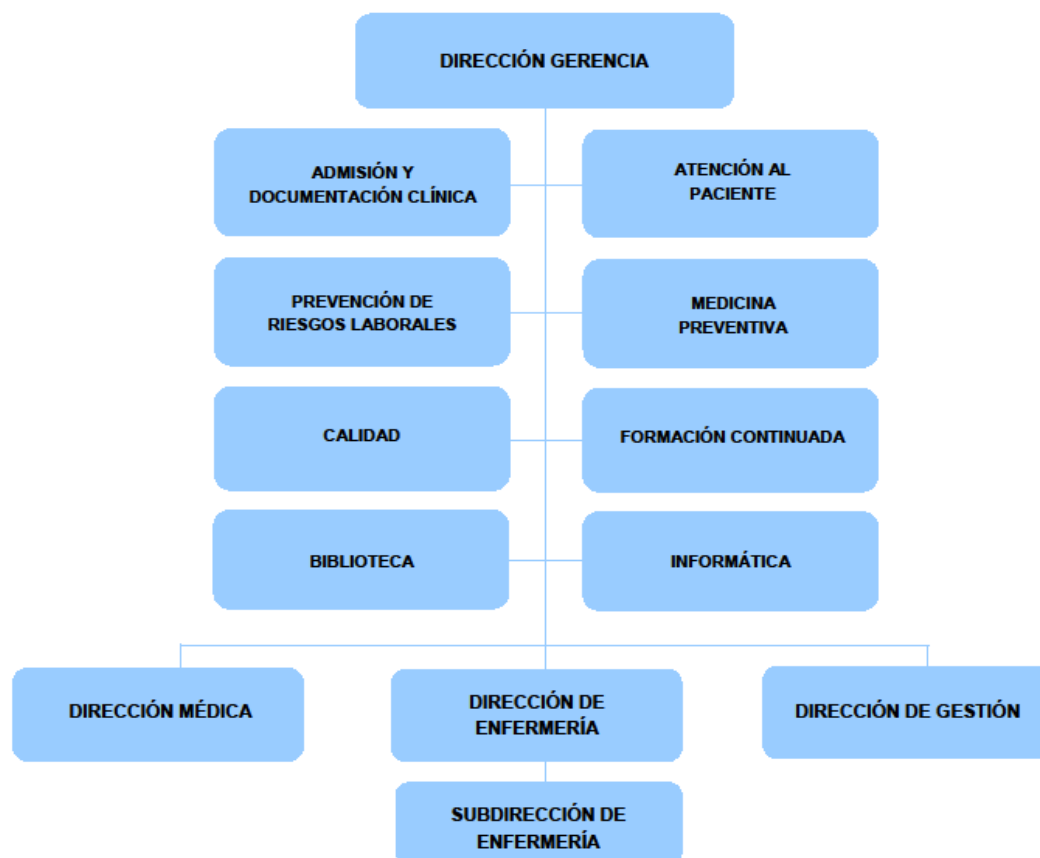 DIRECCIÓN GERENCIA
ADMISIÓN Y
DOCUMENTACIÓN CLÍNICA
ATENCIÓN AL
PACIENTE
PREVENCIÓN DE
RIESGOS LABORALES
MEDICINA
PREVENTIVA
CALIDAD
FORMACIÓN CONTINUADA
BIBLIOTECA
INFORMÁTICA
DIRECCIÓN MÉDICA
DIRECCIÓN DE
ENFERMERÍA
DIRECCIÓN DE GESTIÓN
SUBDIRECCIÓN DE
ENFERMERÍA